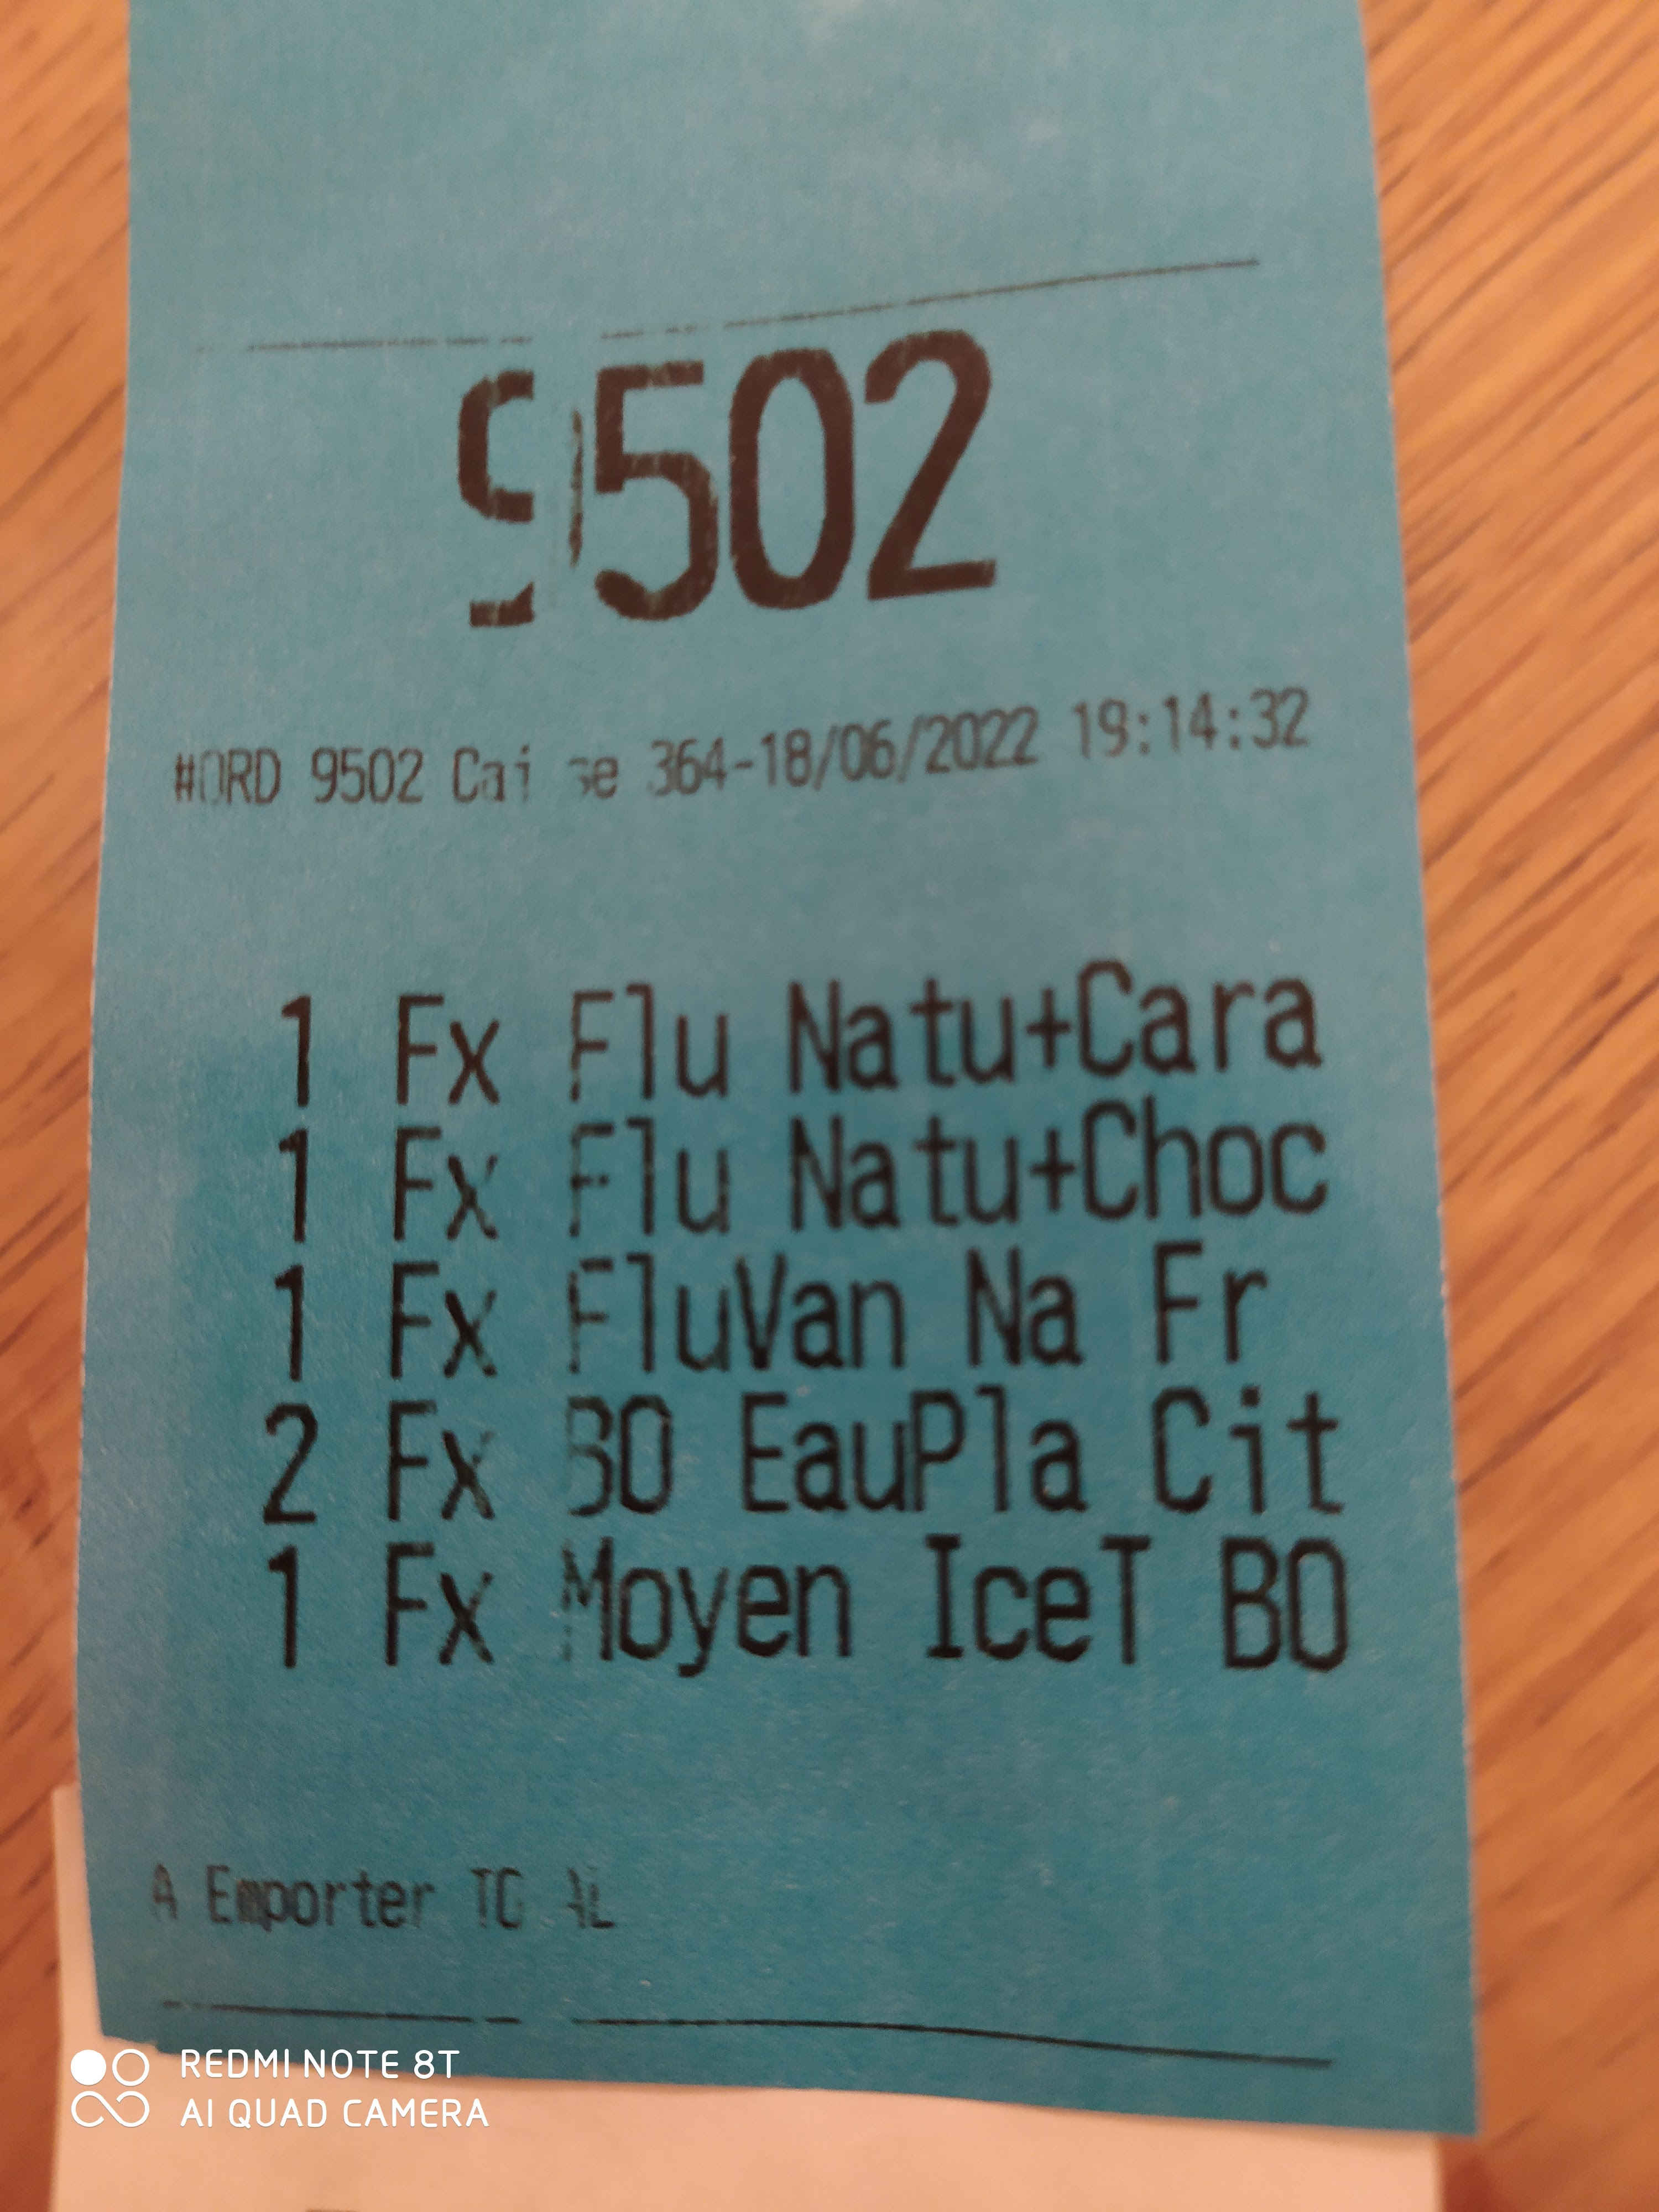 9502
#ORD 9502 Caisse 364-18/06/2022 19:14:32
1 Fx Flu Natu+Cara
1 Fx Flu Natu+Choc
1 Fx FluVan Na Fr
2 Fx BO EauPla Cit
1 Fx Moyen IceT BO
A Emporter
REDMI NOTE 8T
AI QUAD CAMERA